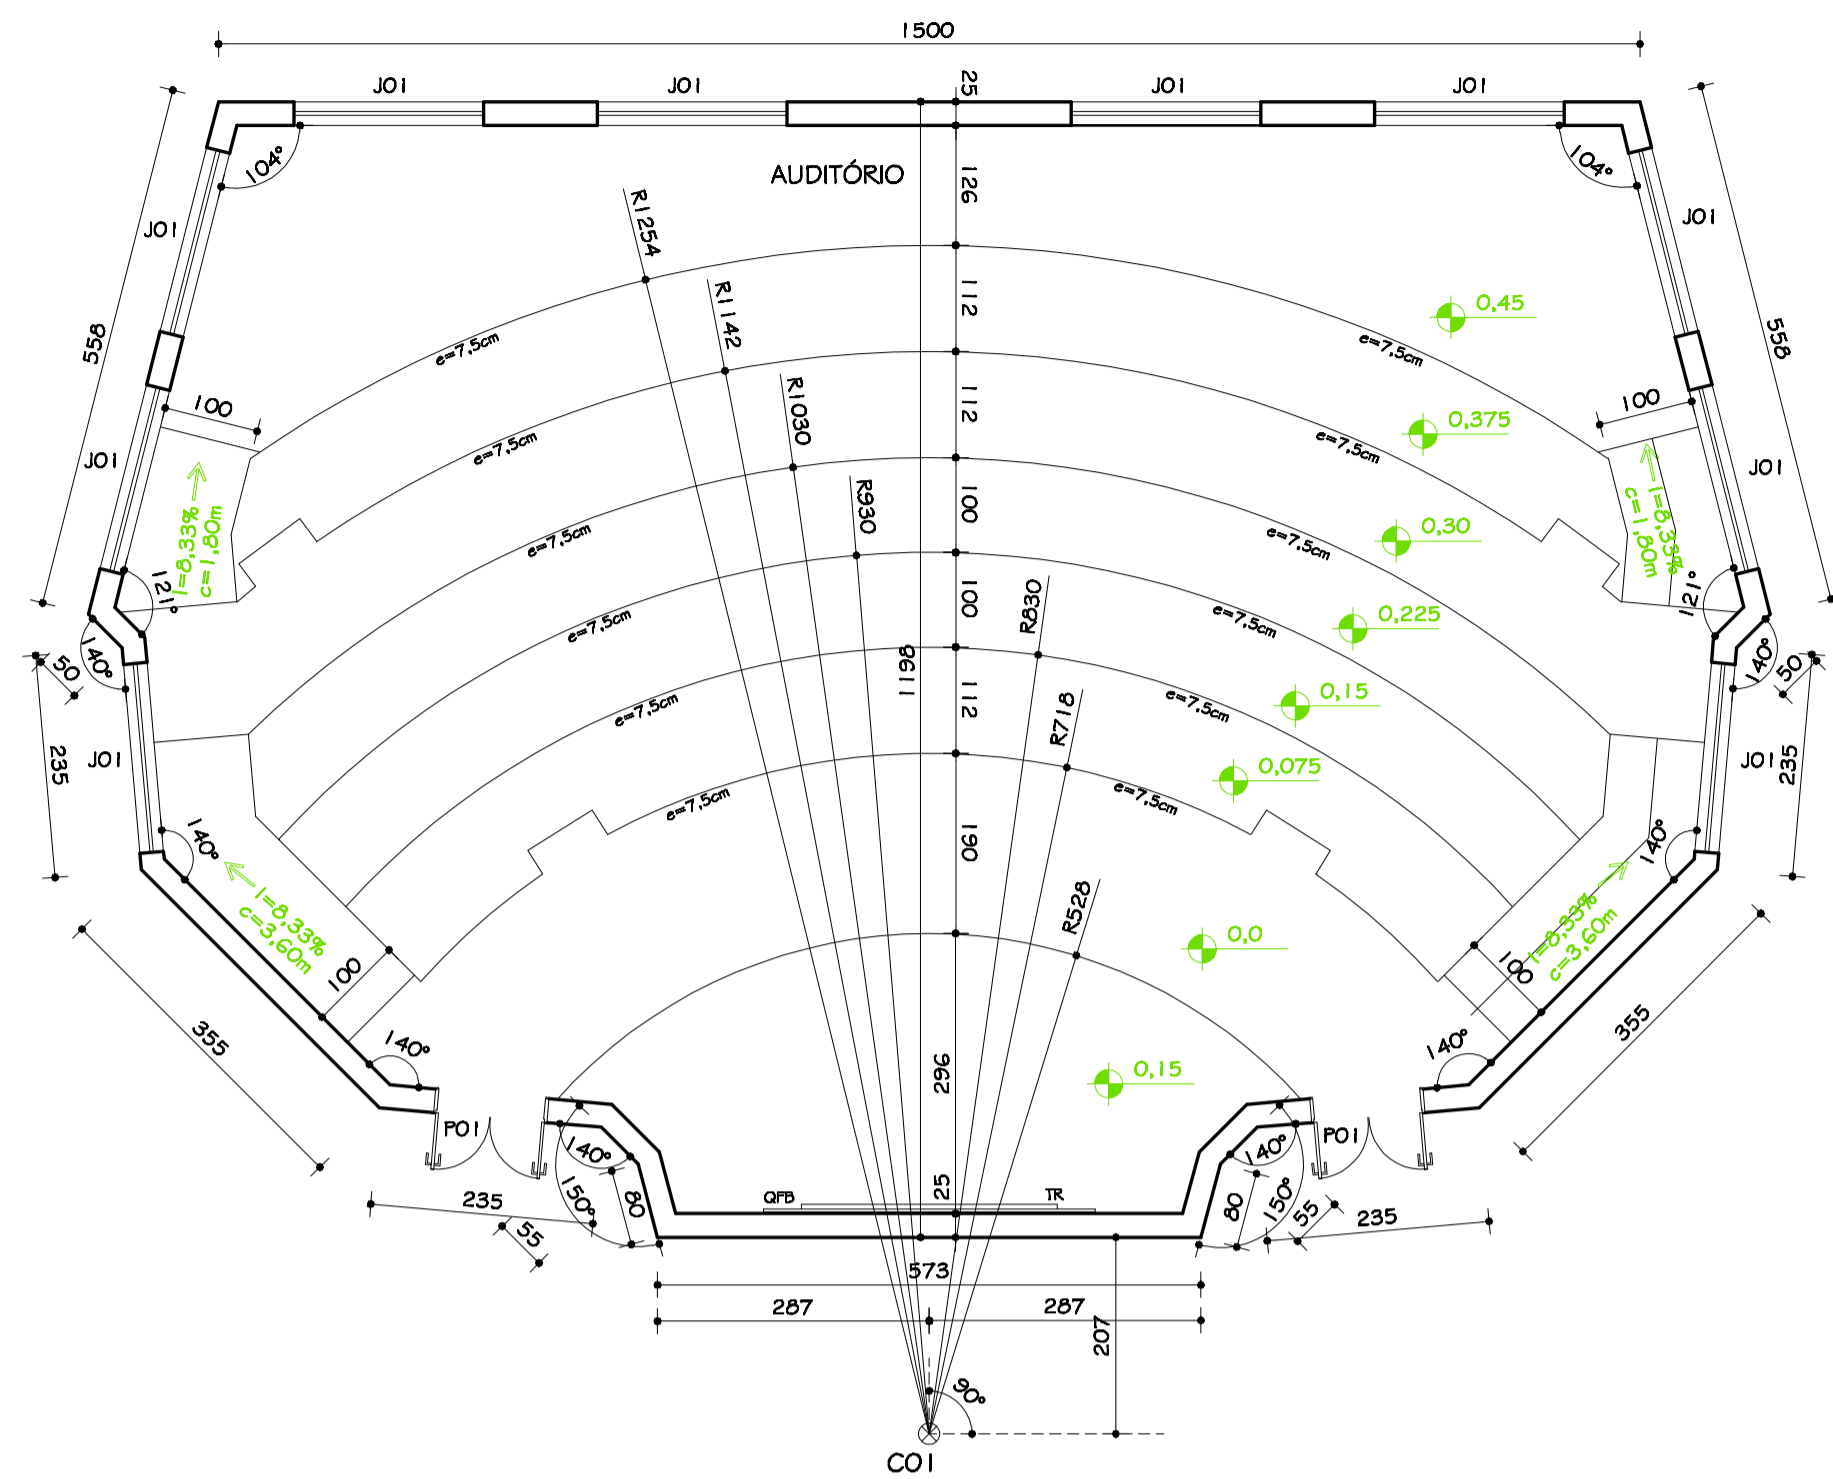 1500
J01
J01
J01
J01
25
104°
104°
AUDITÓRIO
126
J01
J01
R1254
R1142
R1030
R930
558
558
112
0,45
e=7,5cm
e=7,5cm
100
100
112
0,375
e=7,5cm
e=7,5cm
J01
J01
i=8,33%
c=1,80m
i=8,33%
c=1,80m
100
0,30
e=7,5cm
e=7,5cm
121°
121°
100
R830
0,225
e=7,5cm
e=7,5cm
140°
140°
50
50
1198
112
R718
0,15
e=7,5cm
e=7,5cm
235
J01
J01
235
0,075
e=7,5cm
e=7,5cm
140°
140°
160
R528
0,0
i=8,33%
c=3,60m
i=8,33%
c=3,60m
100
100
355
355
140°
140°
296
0,15
P01
P01
140°
140°
150°
150°
80
80
25
QFB
TR
235
235
55
55
573
287
287
207
90°
C01